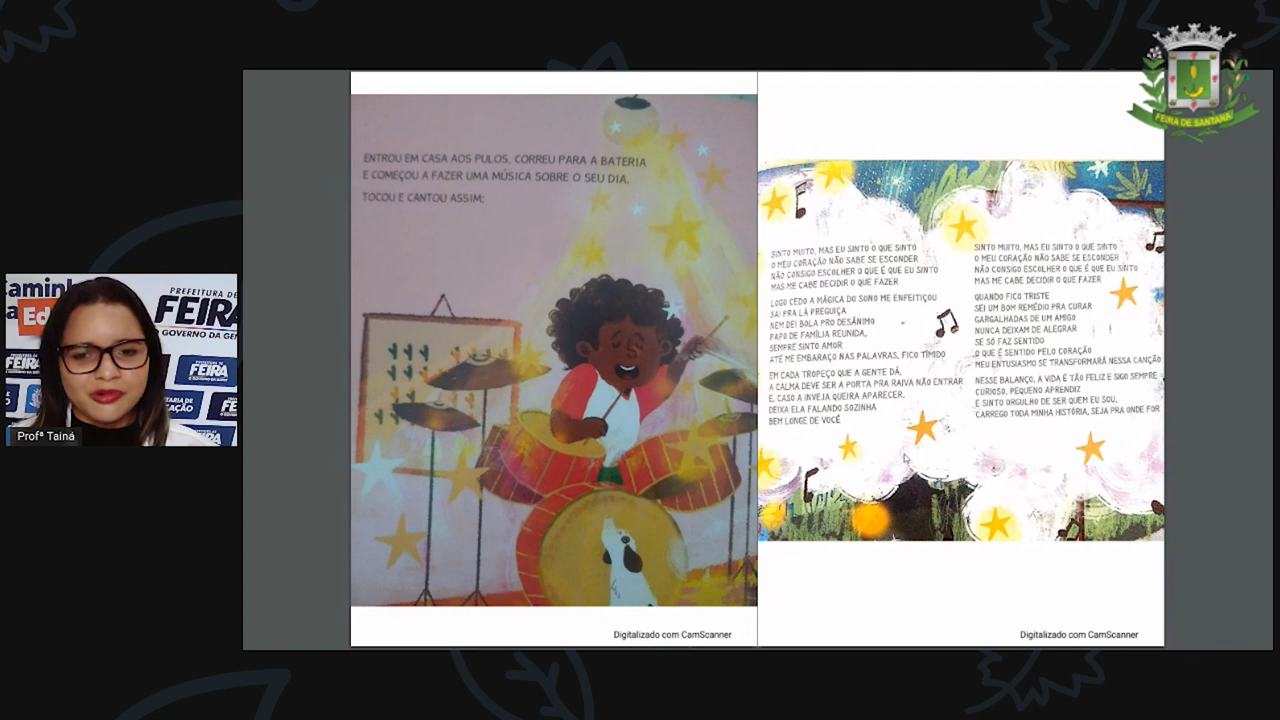 ENTROU EM CASA AOS PULOS, CORREU PARA A BATERIA
E COMEÇOU A FAZER UMA MÚSICA SOBRE O SEU DIA.
TOCOU E CANTOU ASSIM:
SINTO MUITO, MAS EU SINTO O QUE SINTO
O MEU CORAÇÃO NÃO SABE SE ESCONDER
NÃO CONSIGO ESCOLHER O QUE É QUE EU SINTO
MAS ME CABE DECIDIR O QUE FAZER
LOGO CEDO A MÁGICA DO SONO ME ENFEITIÇOU
SAI PRA LÁ PREGUIÇA
NEM DEI BOLA PRO DESÂNIMO
PAPO DE FAMÍLIA REUNIDA,
SEMPRE SINTO AMOR
ATÉ ME EMBARAÇO NAS PALAVRAS, FICO TÍMIDO
EM CADA TROPEÇO QUE A GENTE DÁ,
A CALMA DEVE SER A PORTA PRA RAIVA NÃO ENTRAR
E, CASO A INVEJA QUEIRA APARECER,
DEIXA ELA FALANDO SOZINHA
BEM LONGE DE VOCÊ
SINTO MUITO, MAS EU SINTO O QUE SINTO
O MEU CORAÇÃO NÃO SABE SE ESCONDER
NÃO CONSIGO ESCOLHER O QUE É QUE EU SINTO
MAS ME CABE DECIDIR O QUE FAZER
QUANDO FICO TRISTE
SEI UM BOM REMÉDIO PRA CURAR
GARGALHADAS DE UM AMIGO
NUNCA DEIXAM DE ALEGRAR
SE SÓ FAZ SENTIDO
O QUE É SENTIDO PELO CORAÇÃO
MEU ENTUSIASMO SE TRANSFORMARÁ NESSA CANÇÃO
NESSE BALANÇO, A VIDA É TÃO FELIZ E SIGO SEMPRE
CURIOSO, PEQUENO APRENDIZ
E SINTO ORGULHO DE SER QUEM EU SOU,
CARREGO TODA MINHA HISTÓRIA, SEJA PRA ONDE FOR
Digitalizado com CamScanner
Digitalizado com CamScanner
FEIRA DE SANTANA
aminh
Ed
PREFEITURA DE
FEIRA
GOVERNO DA GEN
PREFEITURA DE
FEIRA
Profª Tainá